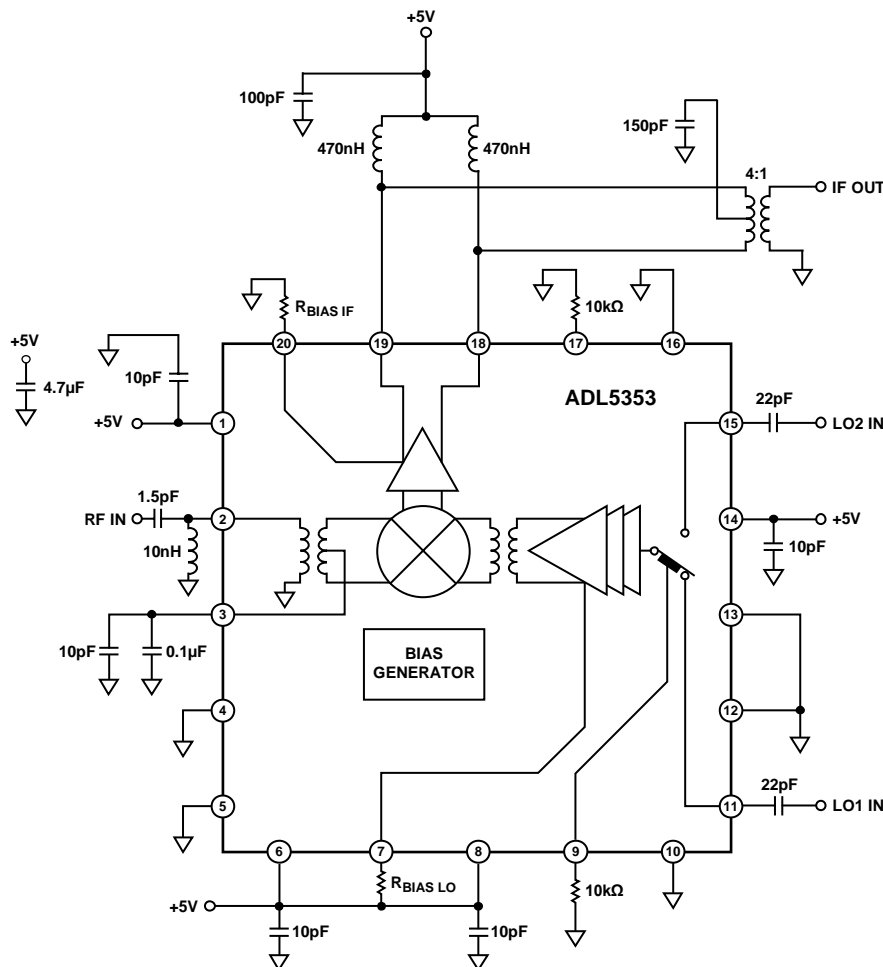 +5V
100pF
470nH
470nH
150pF
4:1
IF OUT
RBIAS IF
10kΩ
+5V
4.7µF
10pF
+5V
20
19
18
17
16
ADL5353
1
15
22pF
LO2 IN
1.5pF
RF IN
2
10nH
14
+5V
10pF
3
13
10pF
0.1µF
BIAS
GENERATOR
4
12
5
11
22pF
LO1 IN
6
7
8
9
10
+5V
RBIAS LO
10kΩ
10pF
10pF